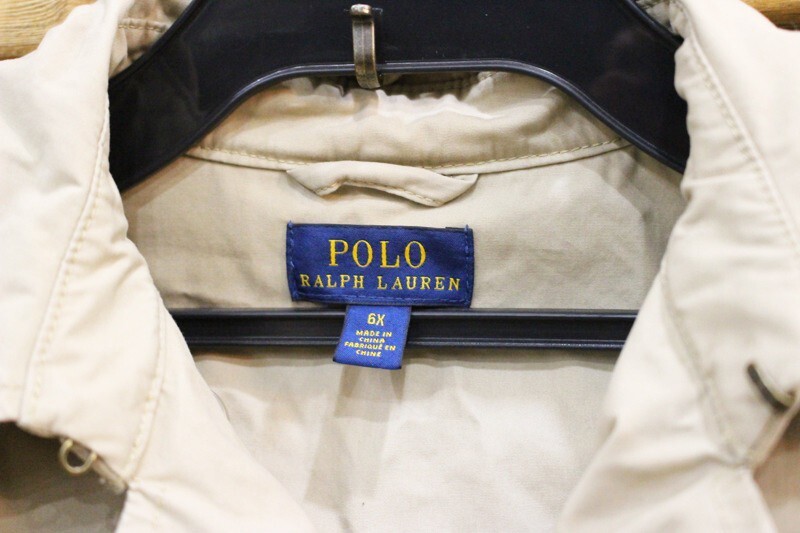 POLO
RALPH LAUREN
6X
MADE IN
CHINA
FABRIQUÉ EN
CHINE